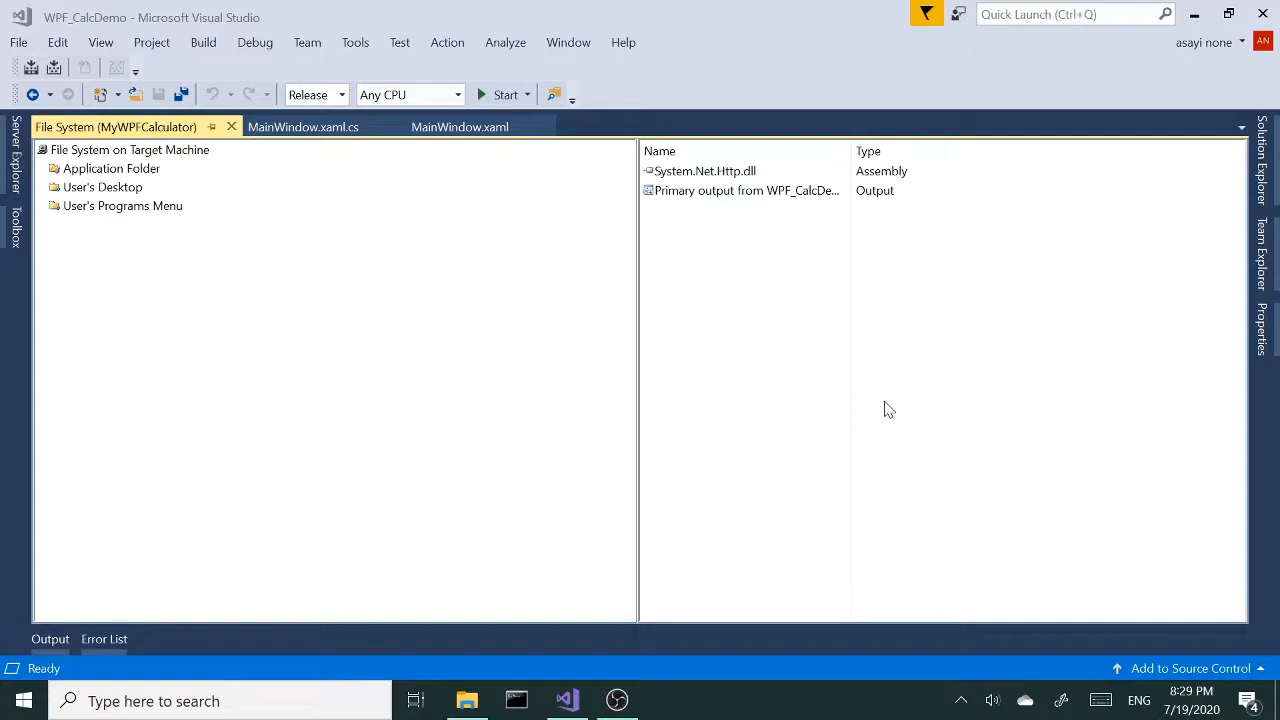 WPF_CalcDemo - Microsoft Visual Studio
Quick Launch (Ctrl+Q)
File Edit View Project Build Debug Team Tools Test Action Analyze Window Help
asayi none
AN
Release
Any CPU
Start
File System (MyWPFCalculator)
MainWindow.xaml.cs
MainWindow.xaml
Server Explorer
Toolbox
File System on Target Machine
Application Folder
User's Desktop
User's Programs Menu
Name Type
System.Net.Http.dll Assembly
Primary output from WPF_CalcDe... Output
Solution Explorer
Team Explorer
Properties
Output Error List
Ready
Add to Source Control
Type here to search
ENG
8:29 PM
7/19/2020
4